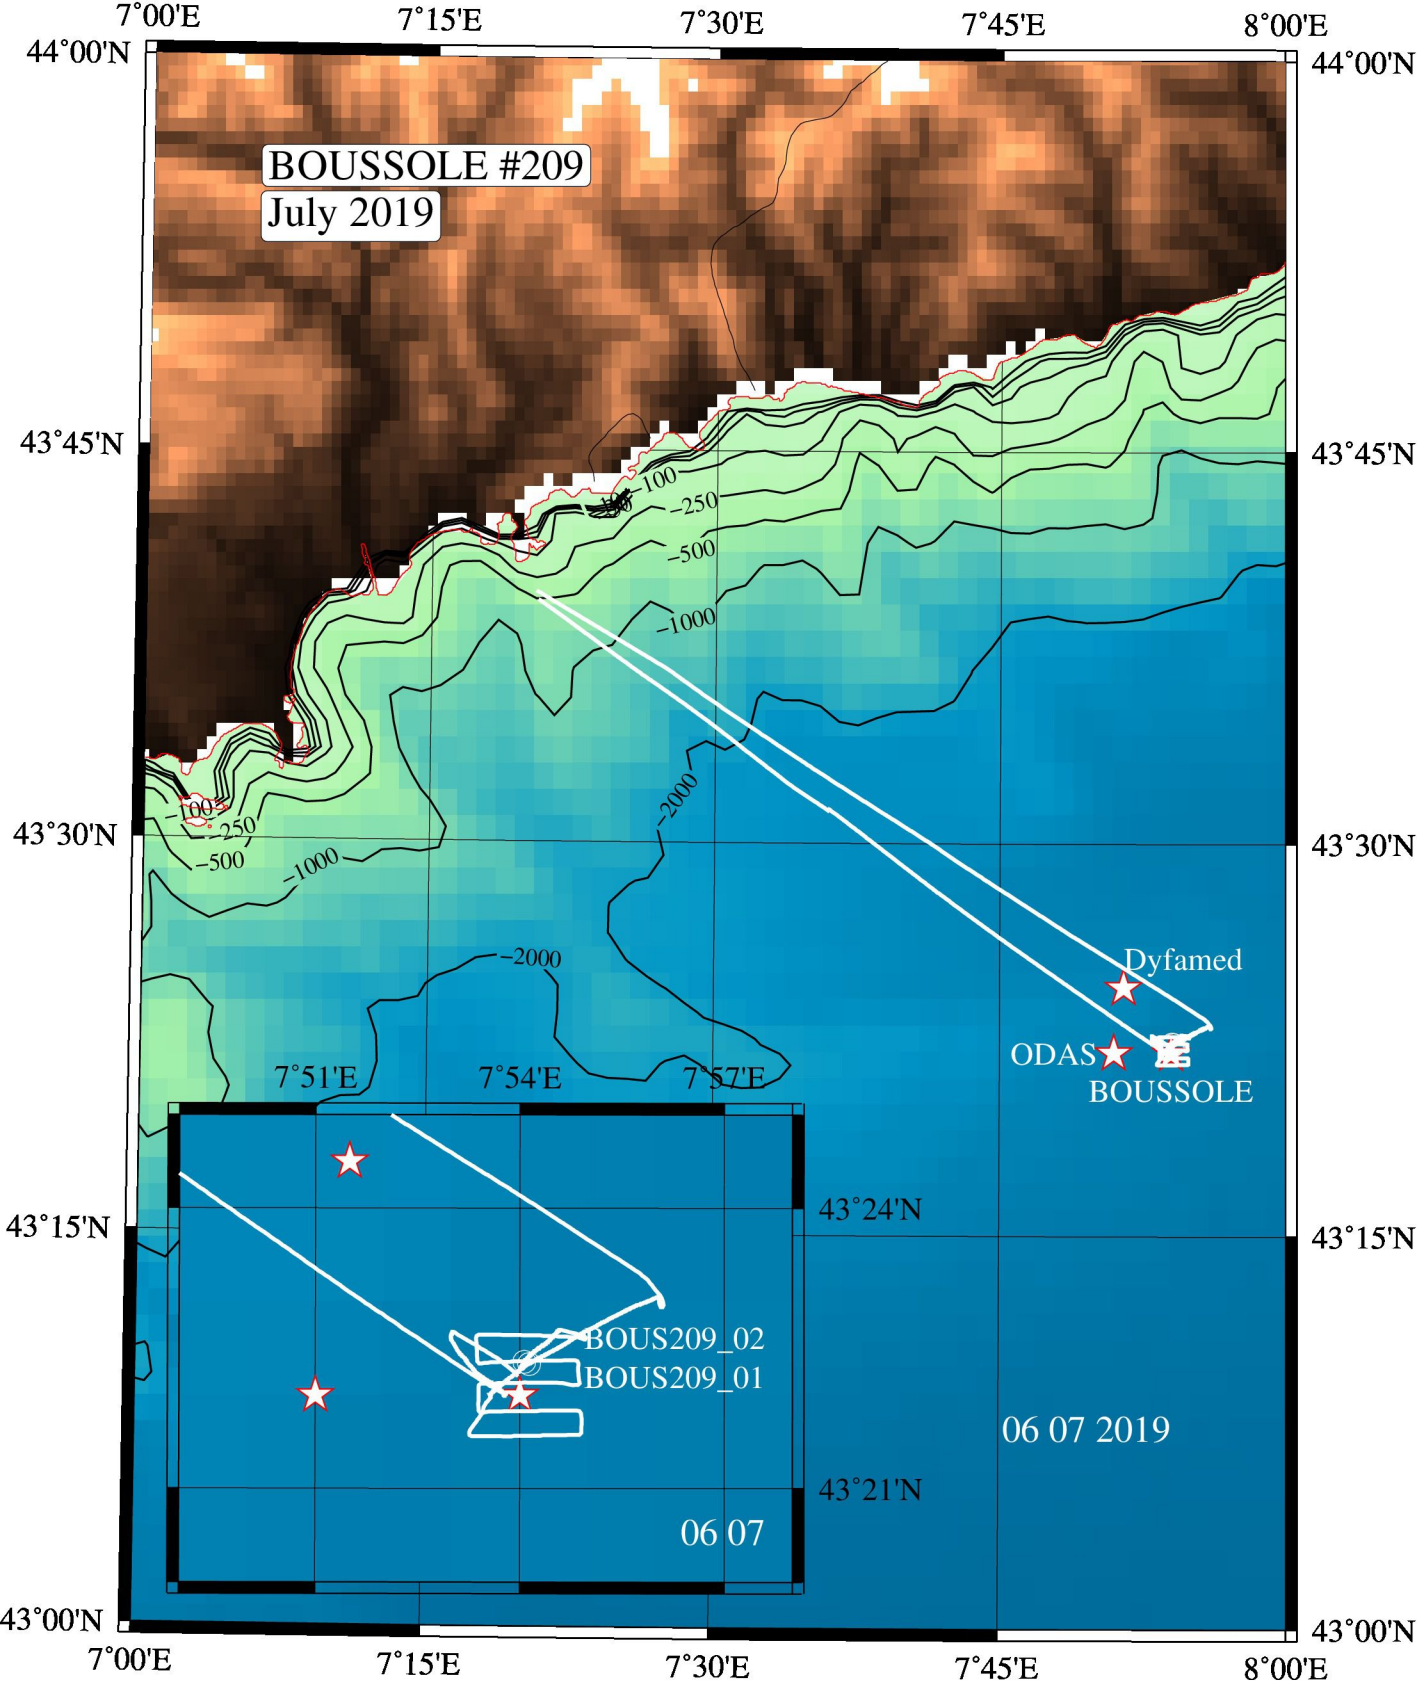 7°00'E 7°15'E 7°30'E 7°45'E 8°00'E
44°00'N 44°00'N
BOUSSOLE #209
July 2019
43°45'N 43°45'N
−100
−250
−500
−1000
−2000
43°30'N 43°30'N
−100
−250
−500
−1000
−2000
Dyfamed
ODAS
BOUSSOLE
7°51'E 7°54'E 7°57'E
43°24'N
43°15'N 43°15'N
BOUS209_02
BOUS209_01
06 07 2019
43°21'N
06 07
43°00'N 43°00'N
7°00'E 7°15'E 7°30'E 7°45'E 8°00'E